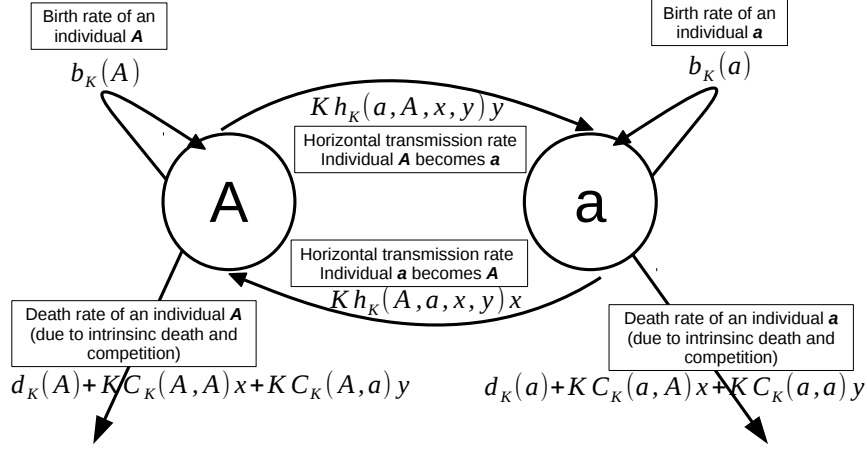 Birth rate of an
individual A
b_K(A)
Birth rate of an
individual a
b_K(a)
K h_K(a, A, x, y) y
Horizontal transmission rate
Individual A becomes a
A
a
Horizontal transmission rate
Individual a becomes A
K h_K(A, a, x, y) x
Death rate of an individual A
(due to intrinsinc death and
competition)
d_K(A)+K C_K(A, A) x+K C_K(A, a) y
Death rate of an individual a
(due to intrinsinc death and
competition)
d_K(a)+K C_K(a, A) x+K C_K(a, a) y